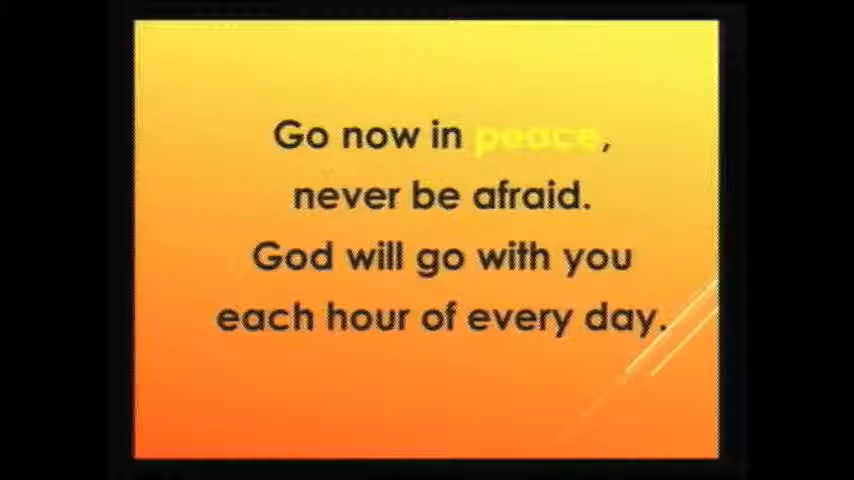 Go now in peace,
never be afraid.
God will go with you
each hour of every day.